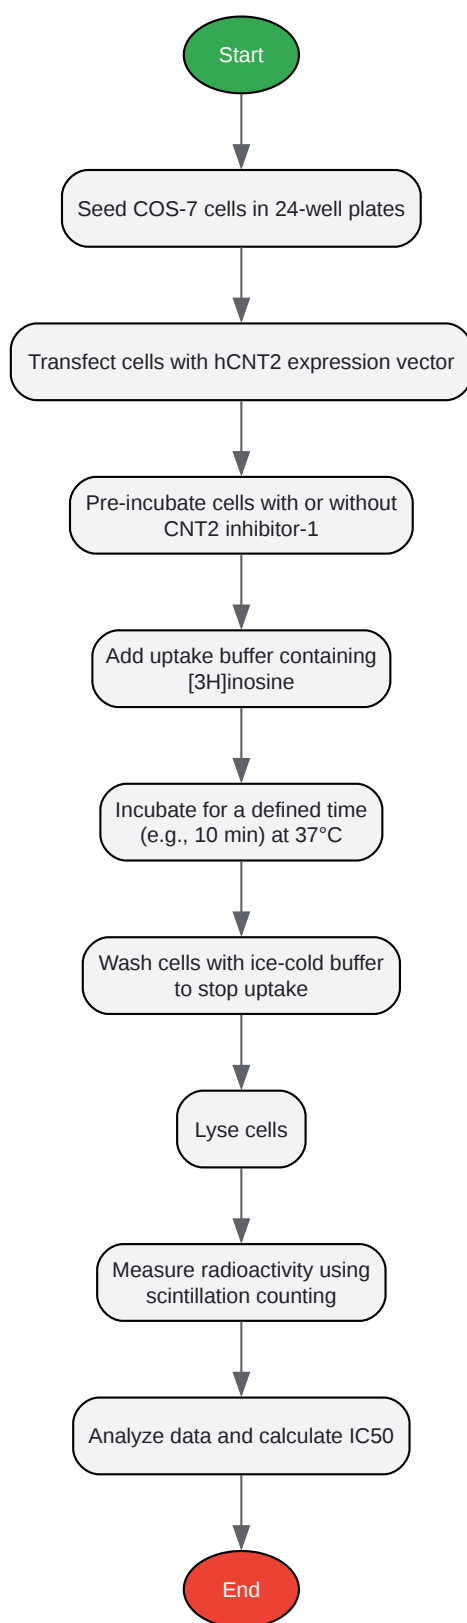 Start
Seed COS-7 cells in 24-well plates
Transfect cells with hCNT2 expression vector
Pre-incubate cells with or without
CNT2 inhibitor-1
Add uptake buffer containing
[3H]inosine
Incubate for a defined time
(e.g., 10 min) at 37°C
Wash cells with ice-cold buffer
to stop uptake
Lyse cells
Measure radioactivity using
scintillation counting
Analyze data and calculate IC50
End